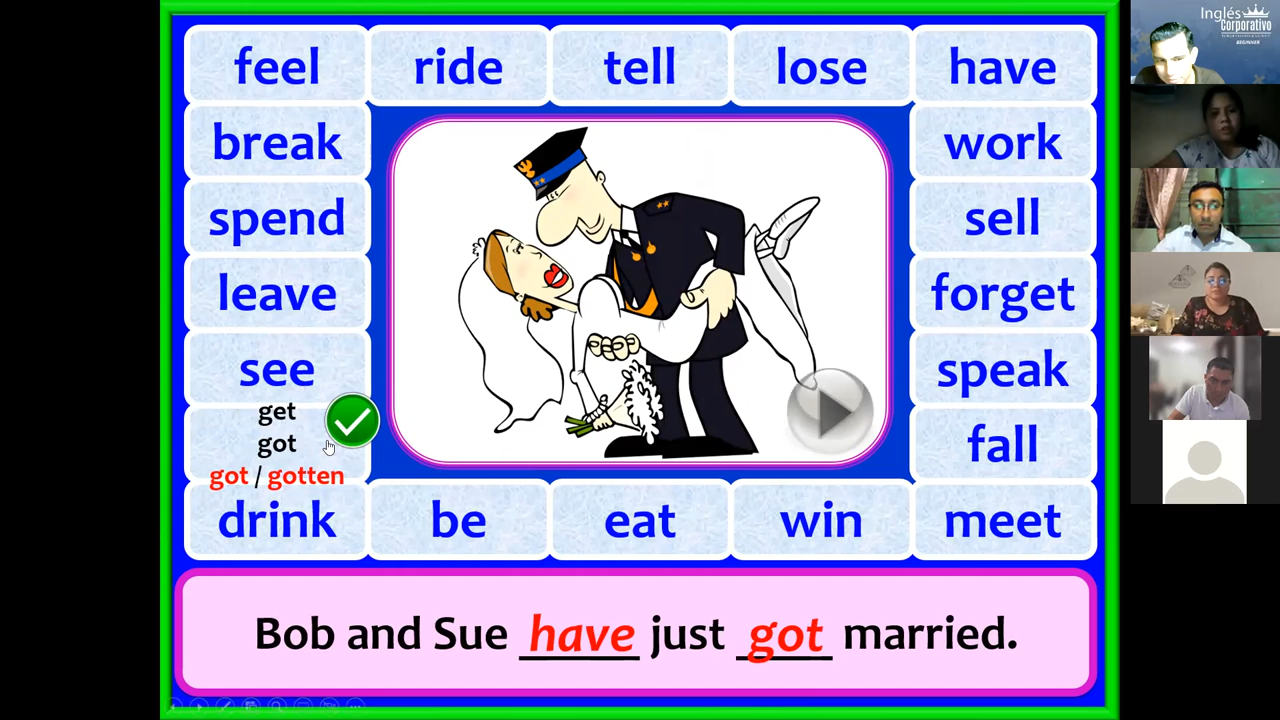 feel ride tell lose have
break work
spend sell
leave forget
see speak
get
got
got / gotten
fall
drink be eat win meet
Bob and Sue have just got married.
Inglés
Corporativo
BEGINNER